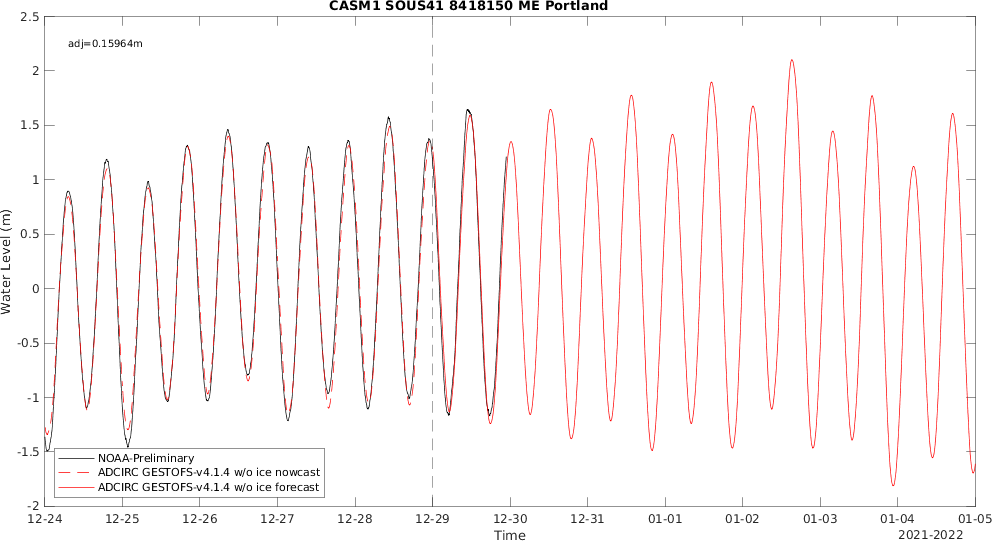 CASM1 SOUS41 8418150 ME Portland
adj=0.15964m
2.5
2
1.5
1
0.5
0
-0.5
-1
-1.5
-2
Water Level (m)
NOAA-Preliminary
ADCIRC GESTOFS-v4.1.4 w/o ice nowcast
ADCIRC GESTOFS-v4.1.4 w/o ice forecast
12-24 12-25 12-26 12-27 12-28 12-29 12-30 12-31 01-01 01-02 01-03 01-04 01-05
Time
2021-2022